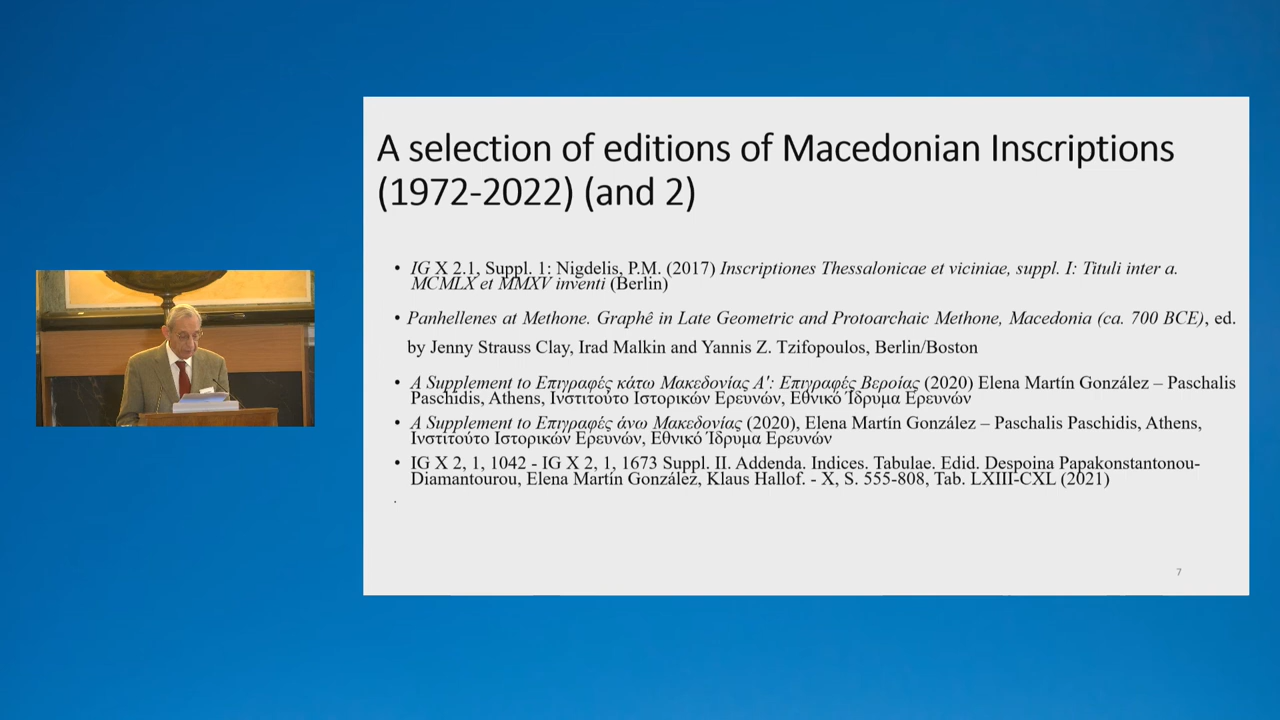 A selection of editions of Macedonian Inscriptions
(1972-2022) (and 2)
• IG X 2.1, Suppl. 1: Nigdelis, P.M. (2017) Inscriptiones Thessalonicae et viciniae, suppl. I: Tituli inter a.
MCMLX et MMXV inventi (Berlin)
• Panhellenes at Methone. Graphê in Late Geometric and Protoarchaic Methone, Macedonia (ca. 700 BCE), ed.
by Jenny Strauss Clay, Irad Malkin and Yannis Z. Tzifopoulos, Berlin/Boston
• A Supplement to Επιγραφές κάτω Μακεδονίας Α': Επιγραφές Βεροίας (2020) Elena Martín González – Paschalis
Paschidis, Athens, Ινστιτούτο Ιστορικών Ερευνών, Εθνικό Ίδρυμα Ερευνών
• A Supplement to Επιγραφές άνω Μακεδονίας (2020), Elena Martín González – Paschalis Paschidis, Athens,
Ινστιτούτο Ιστορικών Ερευνών, Εθνικό Ίδρυμα Ερευνών
• IG X 2, 1, 1042 - IG X 2, 1, 1673 Suppl. II. Addenda. Indices. Tabulae. Edid. Despoina Papakonstantonou-
Diamantourou, Elena Martín González, Klaus Hallof. - X, S. 555-808, Tab. LXIII-CXL (2021)
.
7